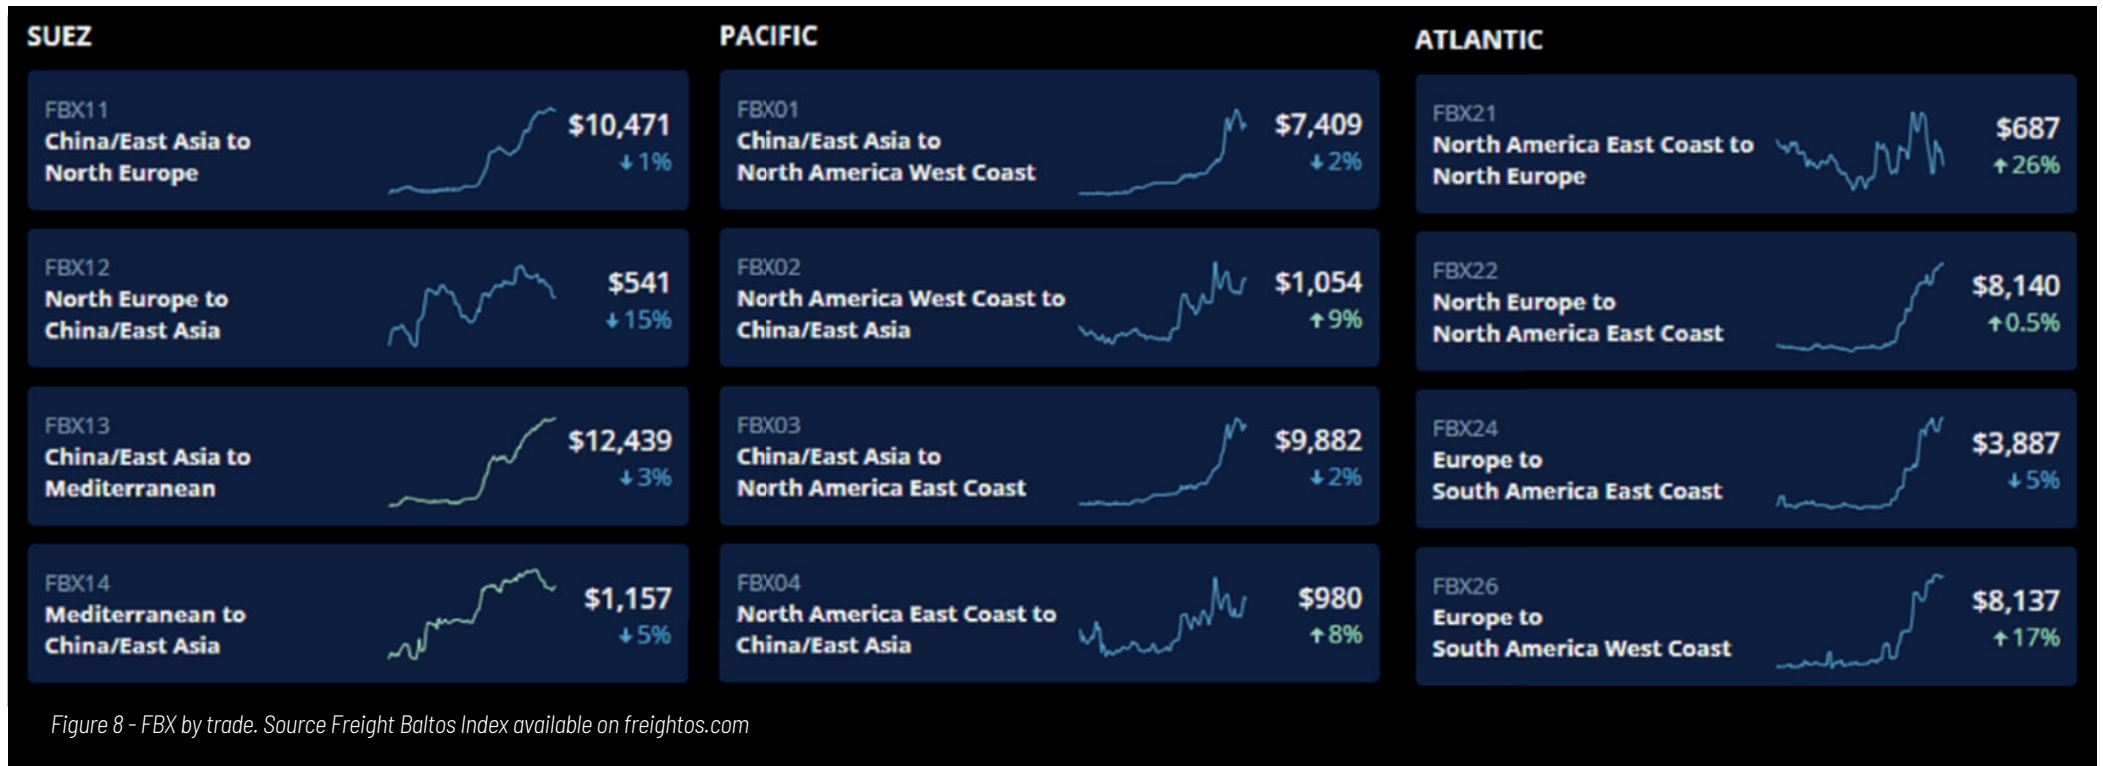 SUEZ
FBX11
China/East Asia to
North Europe
$10,471
↓1%
FBX12
North Europe to
China/East Asia
$541
↓15%
FBX13
China/East Asia to
Mediterranean
$12,439
↓3%
FBX14
Mediterranean to
China/East Asia
$1,157
↓5%
PACIFIC
FBX01
China/East Asia to
North America West Coast
$7,409
↓2%
FBX02
North America West Coast to
China/East Asia
$1,054
↑9%
FBX03
China/East Asia to
North America East Coast
$9,882
↓2%
FBX04
North America East Coast to
China/East Asia
$980
↑8%
ATLANTIC
FBX21
North America East Coast to
North Europe
$687
↑26%
FBX22
North Europe to
North America East Coast
$8,140
↑0.5%
FBX24
Europe to
South America East Coast
$3,887
↓5%
FBX26
Europe to
South America West Coast
$8,137
↑17%
Figure 8 - FBX by trade. Source Freight Baltos Index available on freightos.com